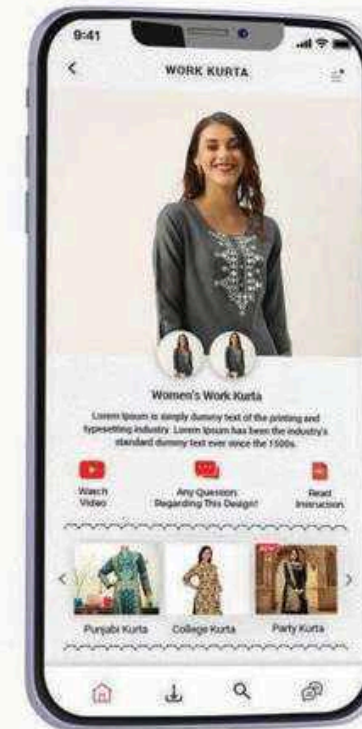 9:41
WORK KURTA
Women's Work Kurta
Lorem Ipsum is simply dummy text of the printing and
typesetting industry. Lorem Ipsum has been the industry's
standard dummy text ever since the 1500s.
Watch
Video
Any Question
Regarding This Design?
Read
Instruction
NEW
Punjabi Kurta
College Kurta
Party Kurta